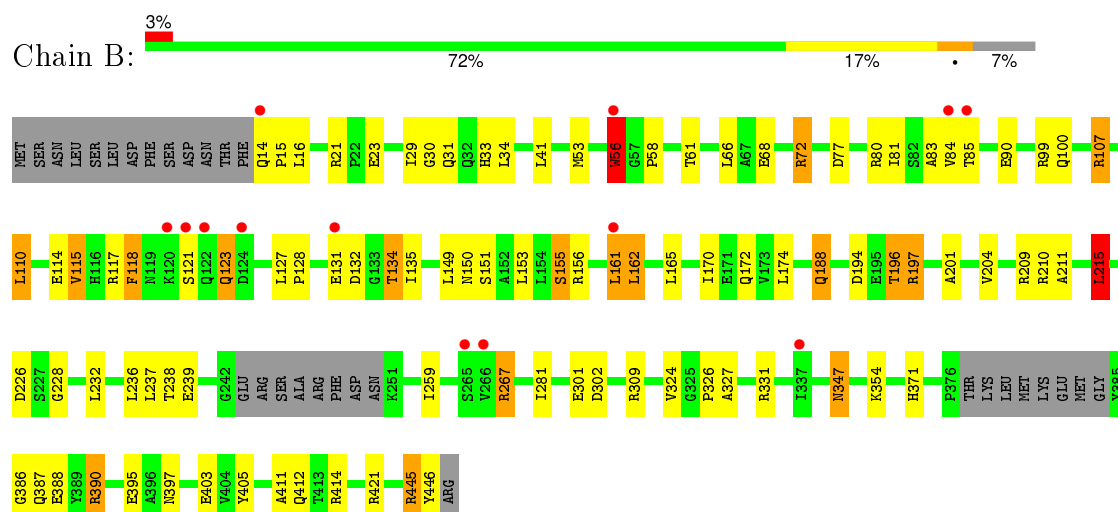 3%
Chain B:
72% 17% • 7%
MET SER ASN LEU SER LEU ASP PHE SER ASP ASN THR PHE Q14 P15 L16 R21 P22 E23 I29 G30 Q31 Q32 H33 L34 L41 M53 W56 G57 P58 T61 L66 A67 E68 R72 D77 R80 I81 S82 A83 V84 T85 E90 R99 Q100 R107
L110 E114 V115 H116 R117 F118 N119 K120 S121 Q122 Q123 D124 L127 P128 E131 D132 G133 T134 I135 L149 N150 S151 A152 L153 L154 S155 R156 L161 L162 L165 I170 E171 Q172 V173 L174 Q188 D194 E195 T196 R197 A201 V204 R209 R210 A211 L215
D226 S227 G228 L232 L236 L237 T238 E239 G242 GLU ARG SER ALA ARG PHE ASP ASN K251 I259 S265 V266 R267 I281 E301 D302 R309 V324 G325 P326 A327 R331 I337 N347 K354 H371 P376 THR LYS LEU MET LYS GLU MET GLY Y385
G386 Q387 E388 Y389 R390 E395 A396 N397 E403 V404 Y405 A411 Q412 T413 R414 R421 R445 Y446 ARG